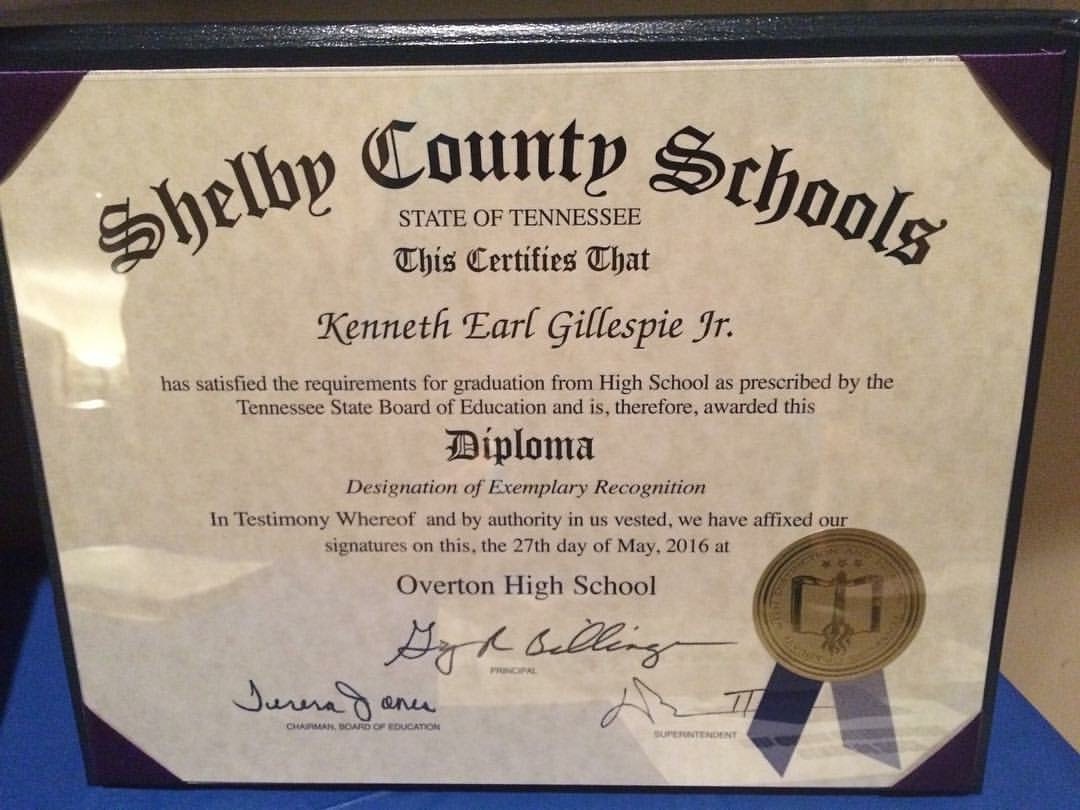 Shelby County Schools
STATE OF TENNESSEE
This Certifies That
Kenneth Earl Gillespie Jr.
has satisfied the requirements for graduation from High School as prescribed by the
Tennessee State Board of Education and is, therefore, awarded this
Diploma
Designation of Exemplary Recognition
In Testimony Whereof and by authority in us vested, we have affixed our
signatures on this, the 27th day of May, 2016 at
Overton High School
PRINCIPAL
Teresa Jones
CHAIRMAN, BOARD OF EDUCATION
SUPERINTENDENT